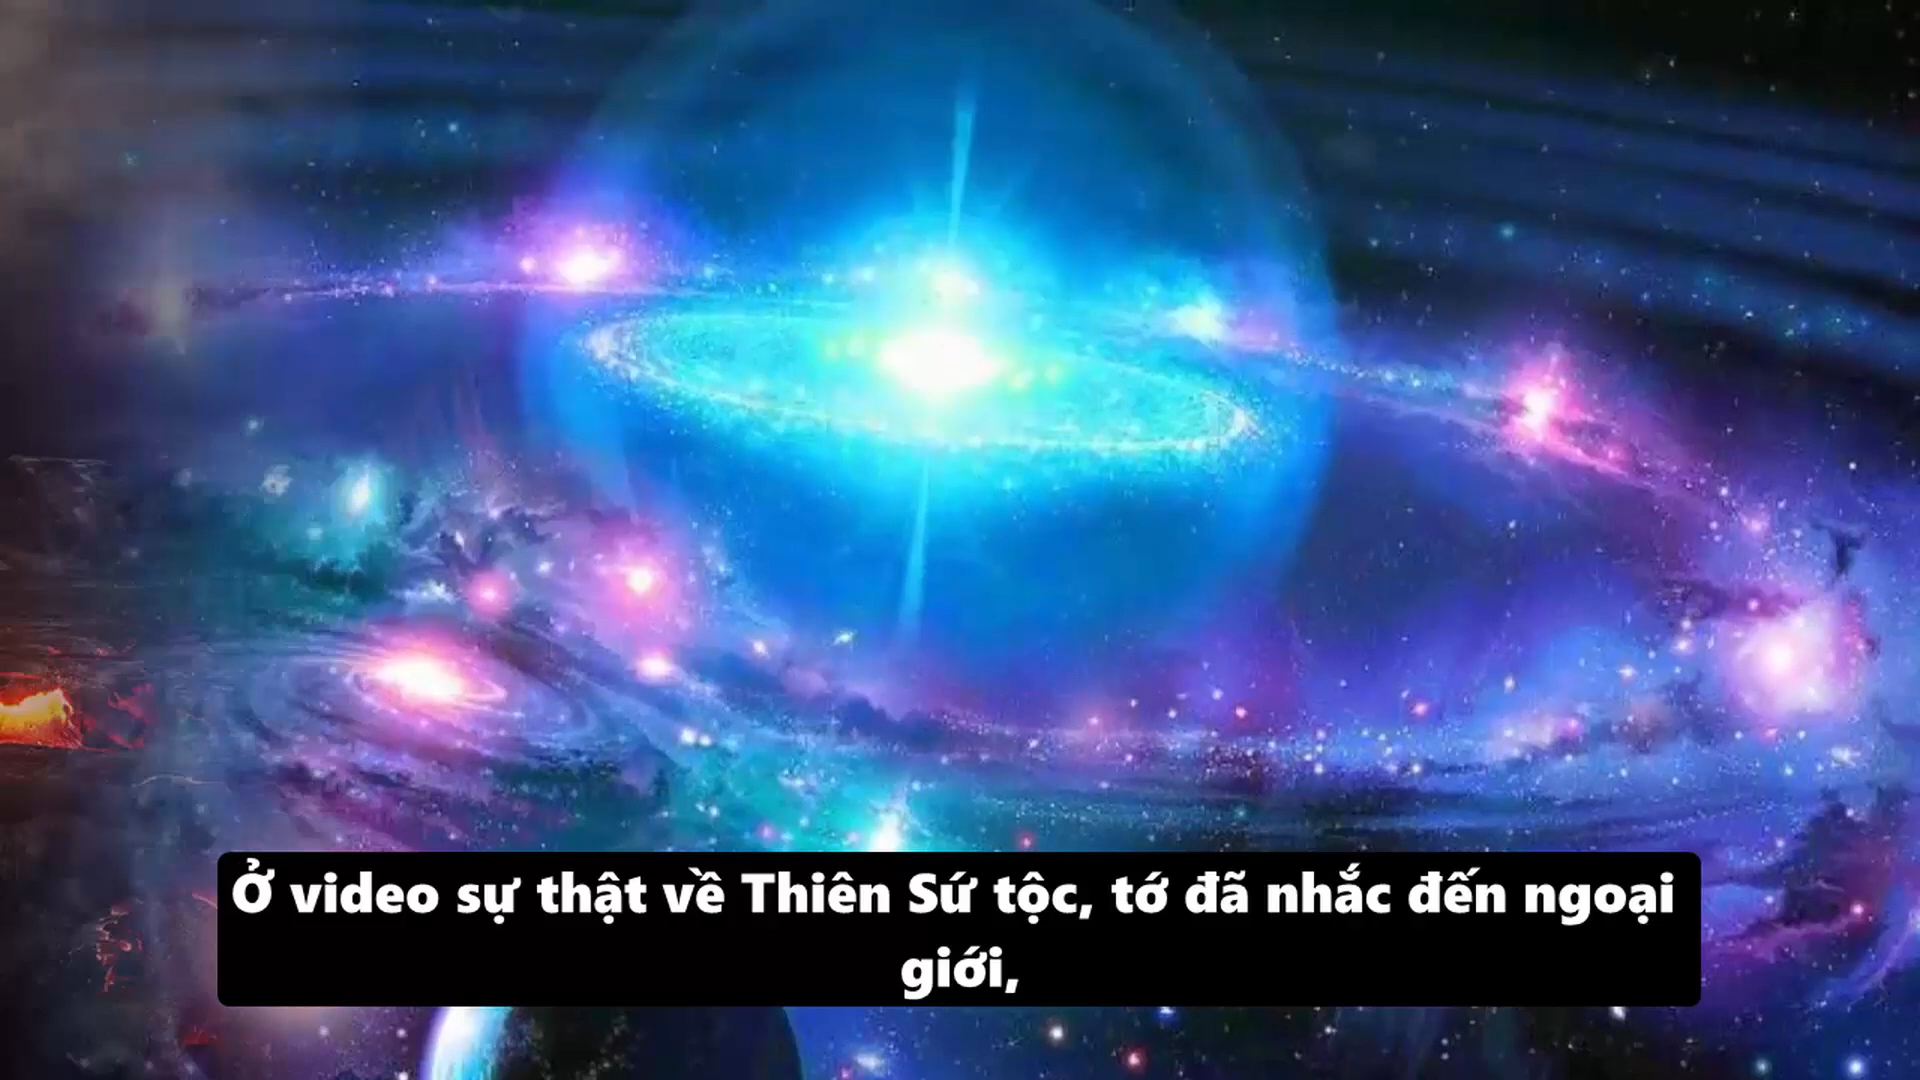 Ở video sự thật về Thiên Sứ tộc, tớ đã nhắc đến ngoại
giới,